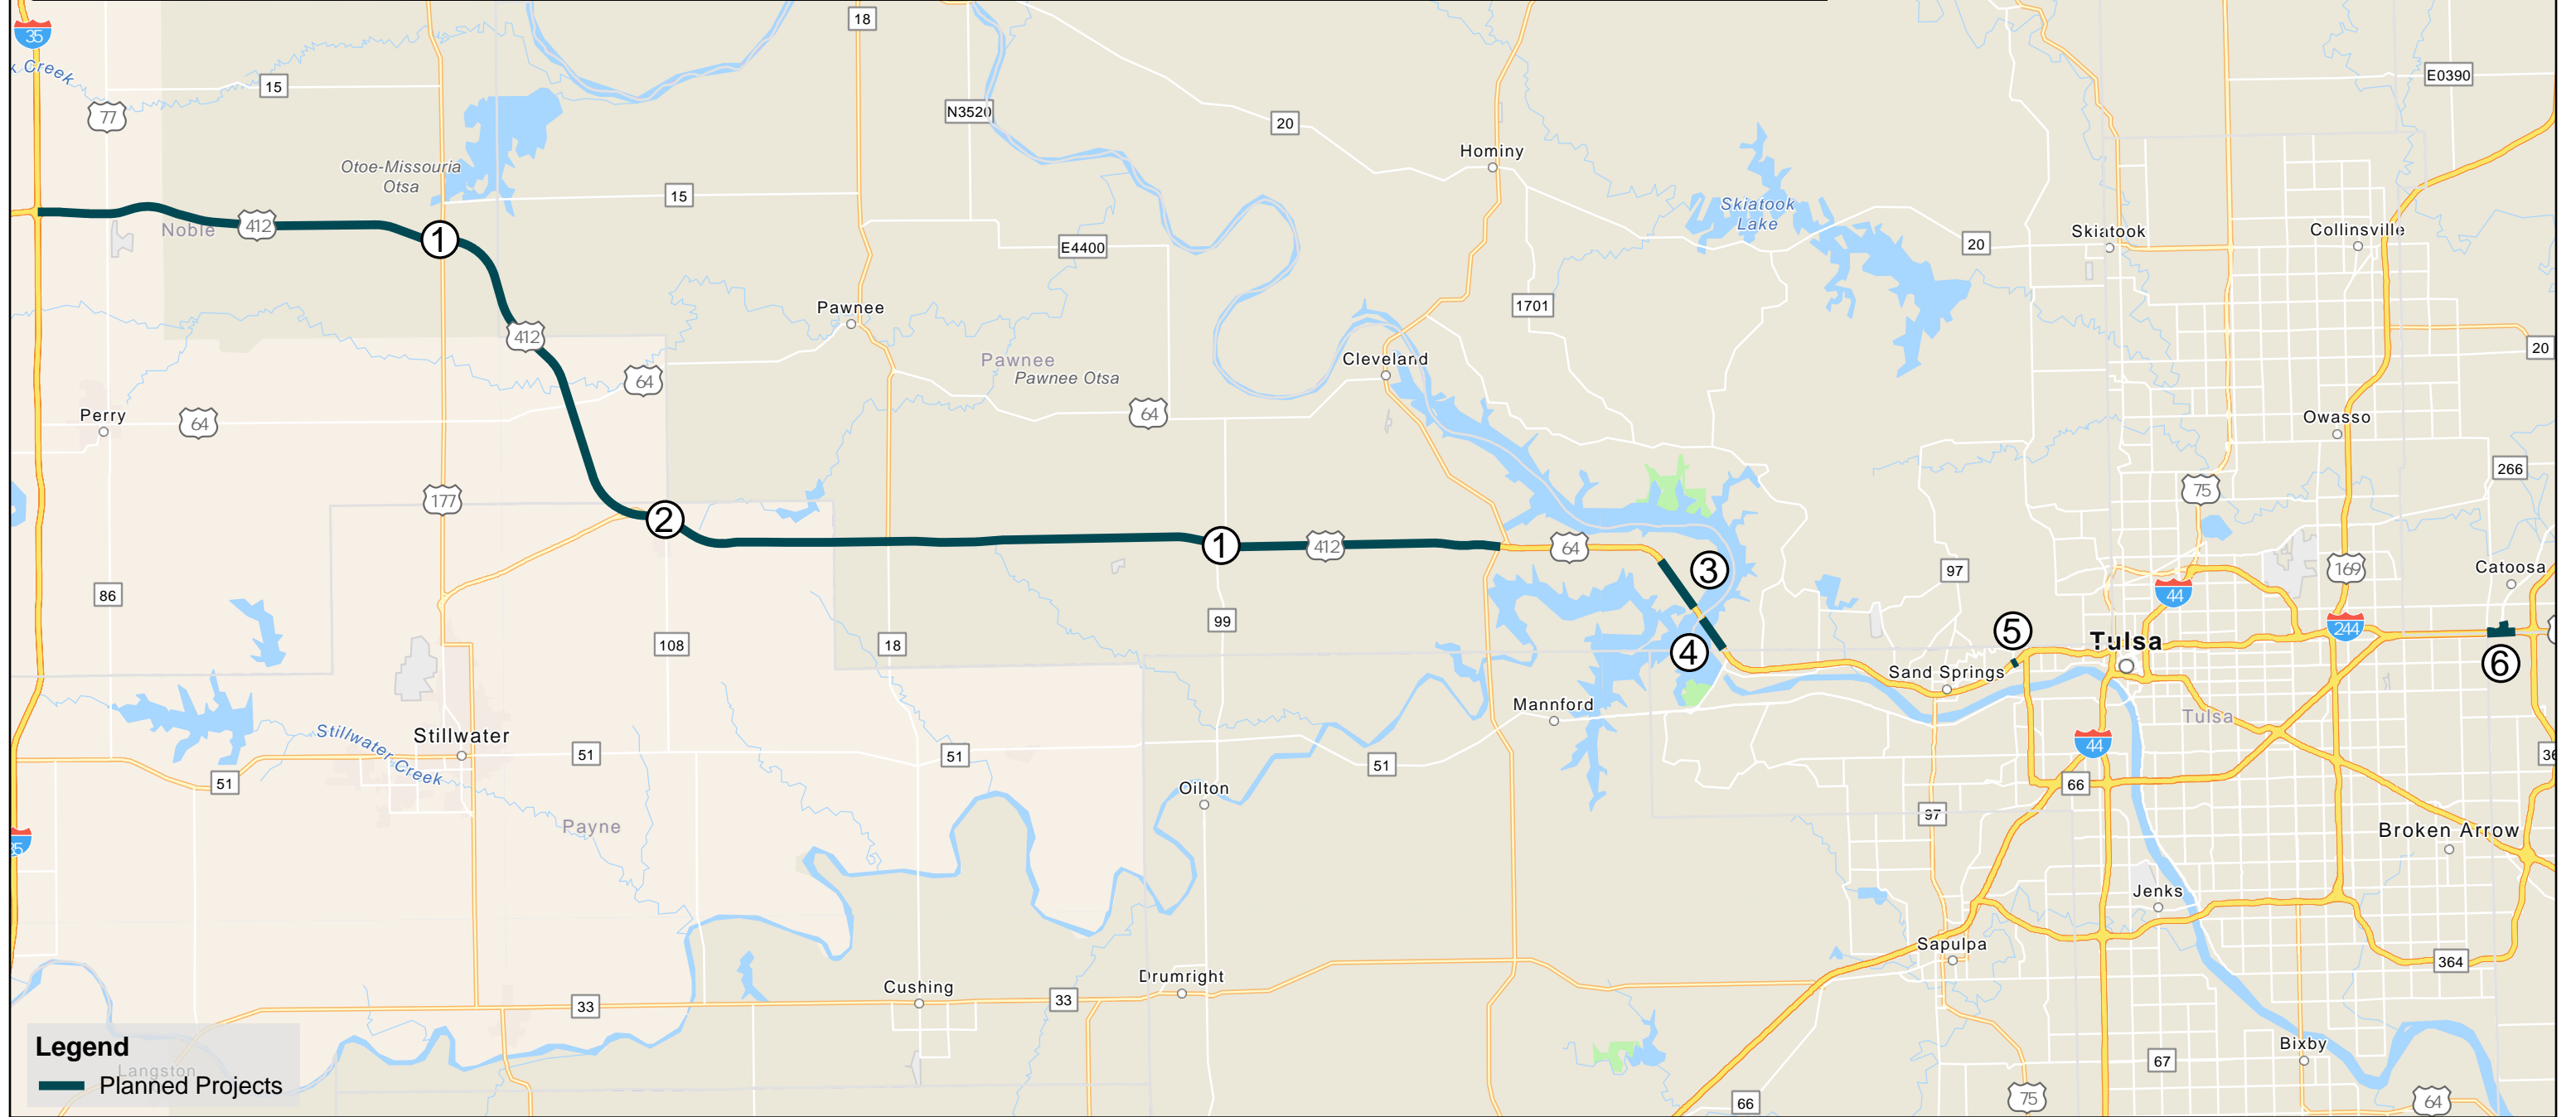 35
18
k Creek
15
77
N3520
20
E0390
Hominy
Otoe-Missouria
Otsa
15
Skiatook
Lake
412
Noble
1
E4400
20
Skiatook
Collinsville
Pawnee
1701
412
20
Cleveland
Pawnee
Pawnee Otsa
64
Perry
64
64
Owasso
266
177
2
1
412
64
75
3
97
169
Catoosa
86
44
99
108
18
4
5
Tulsa
244
6
Sand Springs
Mannford
Tulsa
Stillwater
Stillwater Creek
51
51
51
51
44
36
66
Oilton
97
Payne
35
Broken Arrow
Jenks
Sapulpa
364
Cushing
Drumright
33
33
Bixby
67
Legend
Langston
Planned Projects
66
75
64